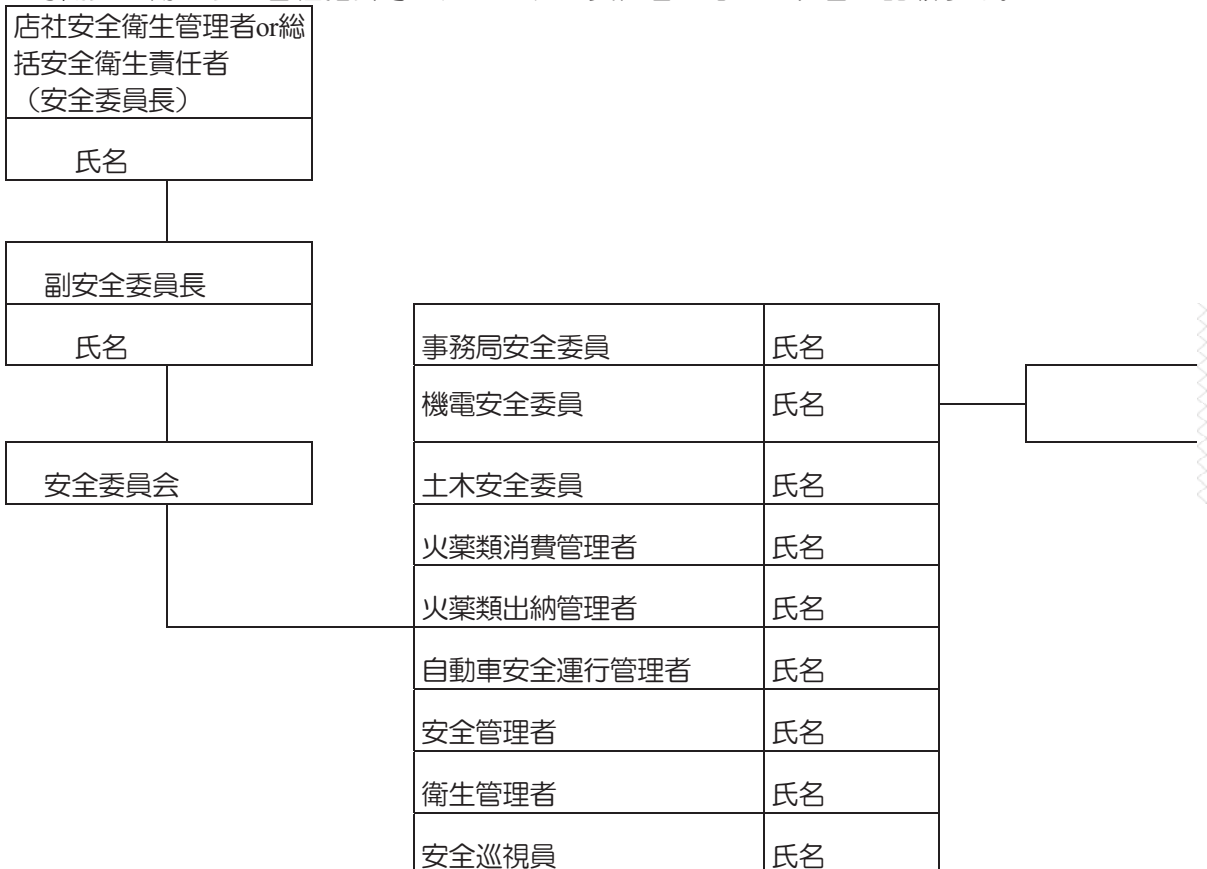 店社安全衛生管理者or総
括安全衛生責任者
（安全委員長）
氏名
副安全委員長
氏名
安全委員会
事務局安全委員 氏名
機電安全委員 氏名
土木安全委員 氏名
火薬類消費管理者 氏名
火薬類出納管理者 氏名
自動車安全運行管理者 氏名
安全管理者 氏名
衛生管理者 氏名
安全巡視員 氏名